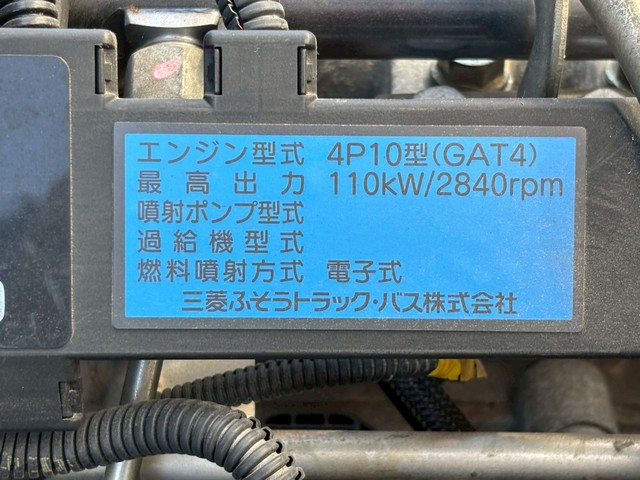 エンジン型式 4P10型(GAT4)
最高出力 110kW/2840rpm
噴射ポンプ型式
過給機型式
燃料噴射方式 電子式
三菱ふそうトラック・バス株式会社